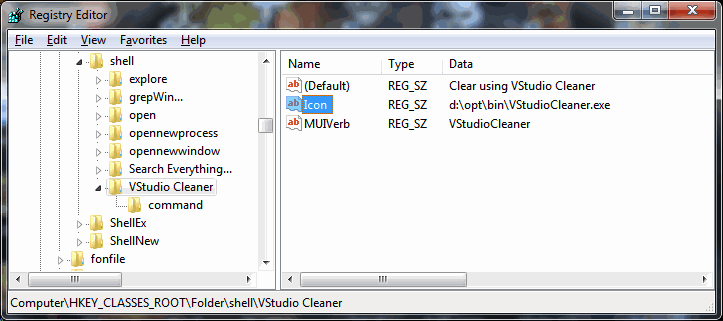 Registry Editor
File Edit View Favorites Help
shell
explore
grepWin...
open
opennewprocess
opennewwindow
Search Everything...
VStudio Cleaner
command
ShellEx
ShellNew
fonfile
Name Type Data
ab (Default) REG_SZ Clear using VStudio Cleaner
ab Icon REG_SZ d:\opt\bin\VStudioCleaner.exe
ab MUIVerb REG_SZ VStudioCleaner
Computer\HKEY_CLASSES_ROOT\Folder\shell\VStudio Cleaner